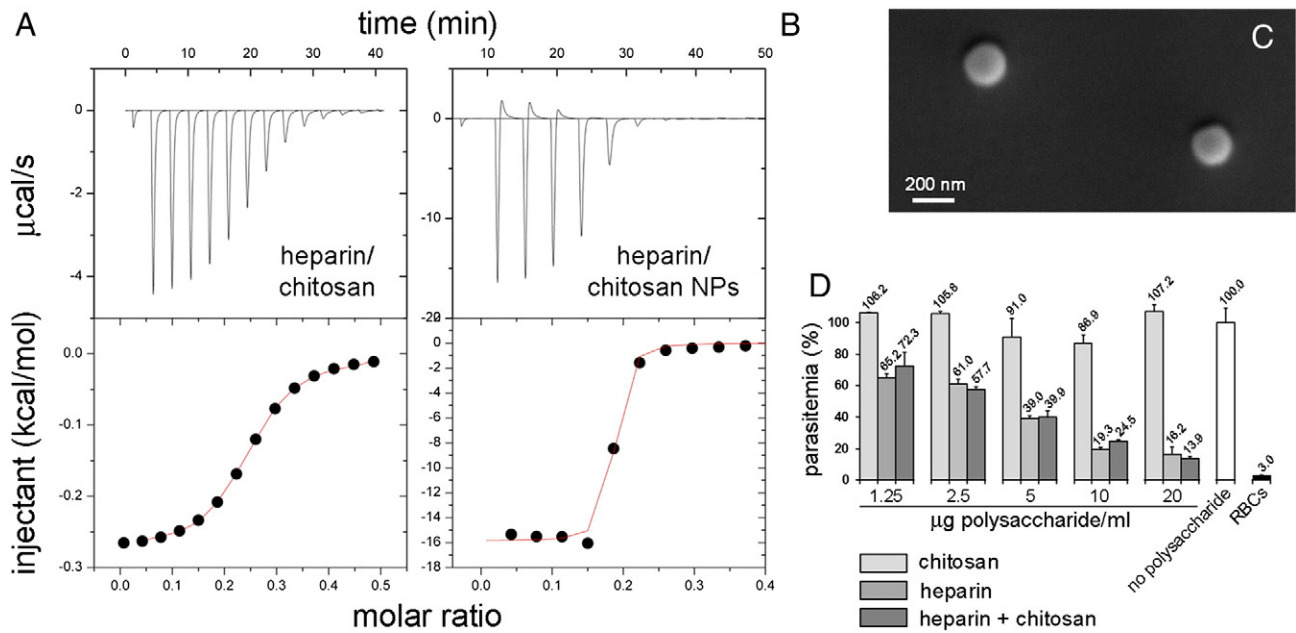 A
time (min)
0 10 20 30 40
10 20 30 40 50
B
C
200 nm
0
-2
-4
µcal/s
heparin/
chitosan
0
-10
heparin/
chitosan NPs
0.0
-0.1
-0.2
-0.3
injectant (kcal/mol)
0
-2
-4
-6
-8
-10
-12
-14
-16
-18
0.0 0.1 0.2 0.3 0.4 0.5
0.0 0.1 0.2 0.3 0.4
molar ratio
D
parasitemia (%)
100
80
60
40
20
0
106.2 65.2 72.3
105.8 61.0 57.7
91.0 39.0 39.9
86.9 19.3 24.5
107.2 16.2 13.9
100.0
3.0
1.25 2.5 5 10 20
µg polysaccharide/ml
no polysaccharide
RBCs
chitosan
heparin
heparin + chitosan